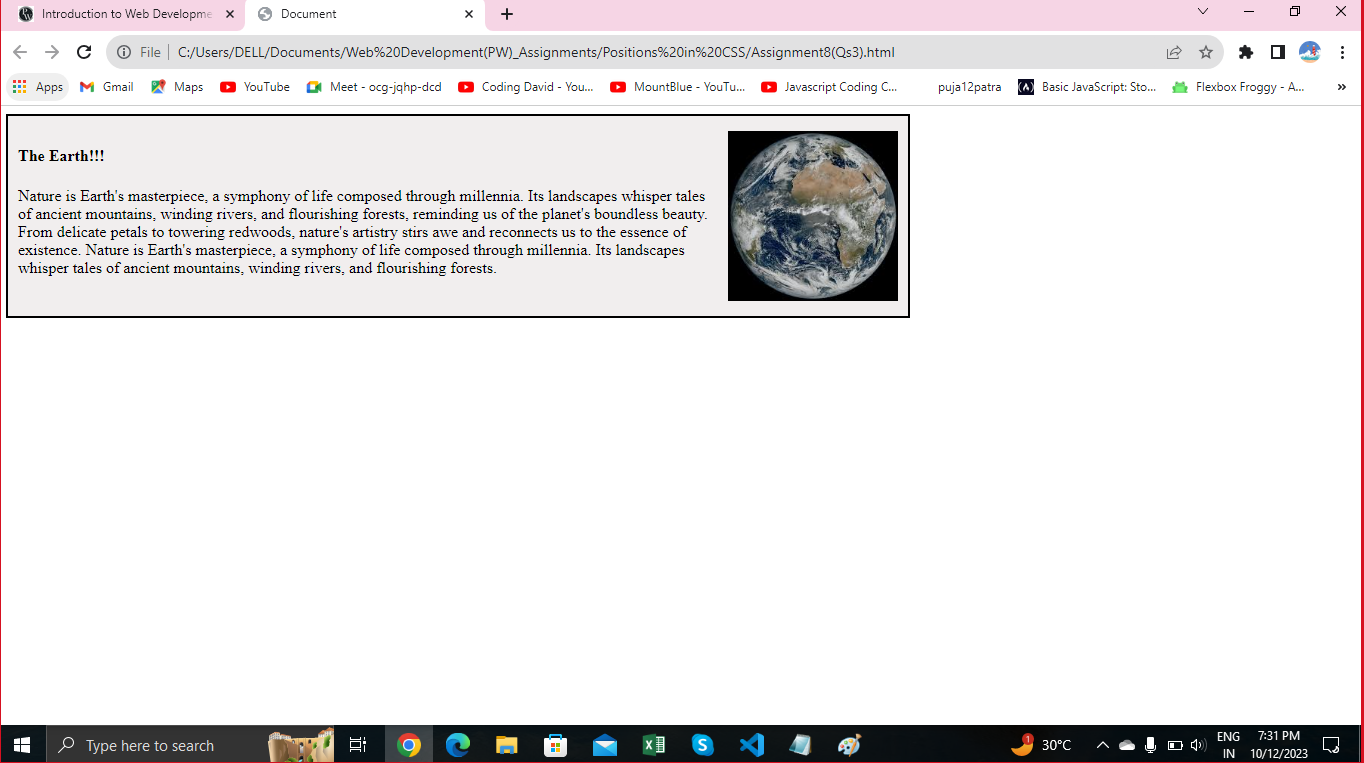 Introduction to Web Developme
Document
File
C:/Users/DELL/Documents/Web%20Development(PW)_Assignments/Positions%20in%20CSS/Assignment8(Qs3).html
Apps
Gmail
Maps
YouTube
Meet - ocg-jqhp-dcd
Coding David - You...
MountBlue - YouTu...
Javascript Coding C...
puja12patra
(A)
Basic JavaScript: Sto...
Flexbox Froggy - A...
»
The Earth!!!
Nature is Earth's masterpiece, a symphony of life composed through millennia. Its landscapes whisper tales
of ancient mountains, winding rivers, and flourishing forests, reminding us of the planet's boundless beauty.
From delicate petals to towering redwoods, nature's artistry stirs awe and reconnects us to the essence of
existence. Nature is Earth's masterpiece, a symphony of life composed through millennia. Its landscapes
whisper tales of ancient mountains, winding rivers, and flourishing forests.
Type here to search
1
30°C
ENG
IN
7:31 PM
10/12/2023